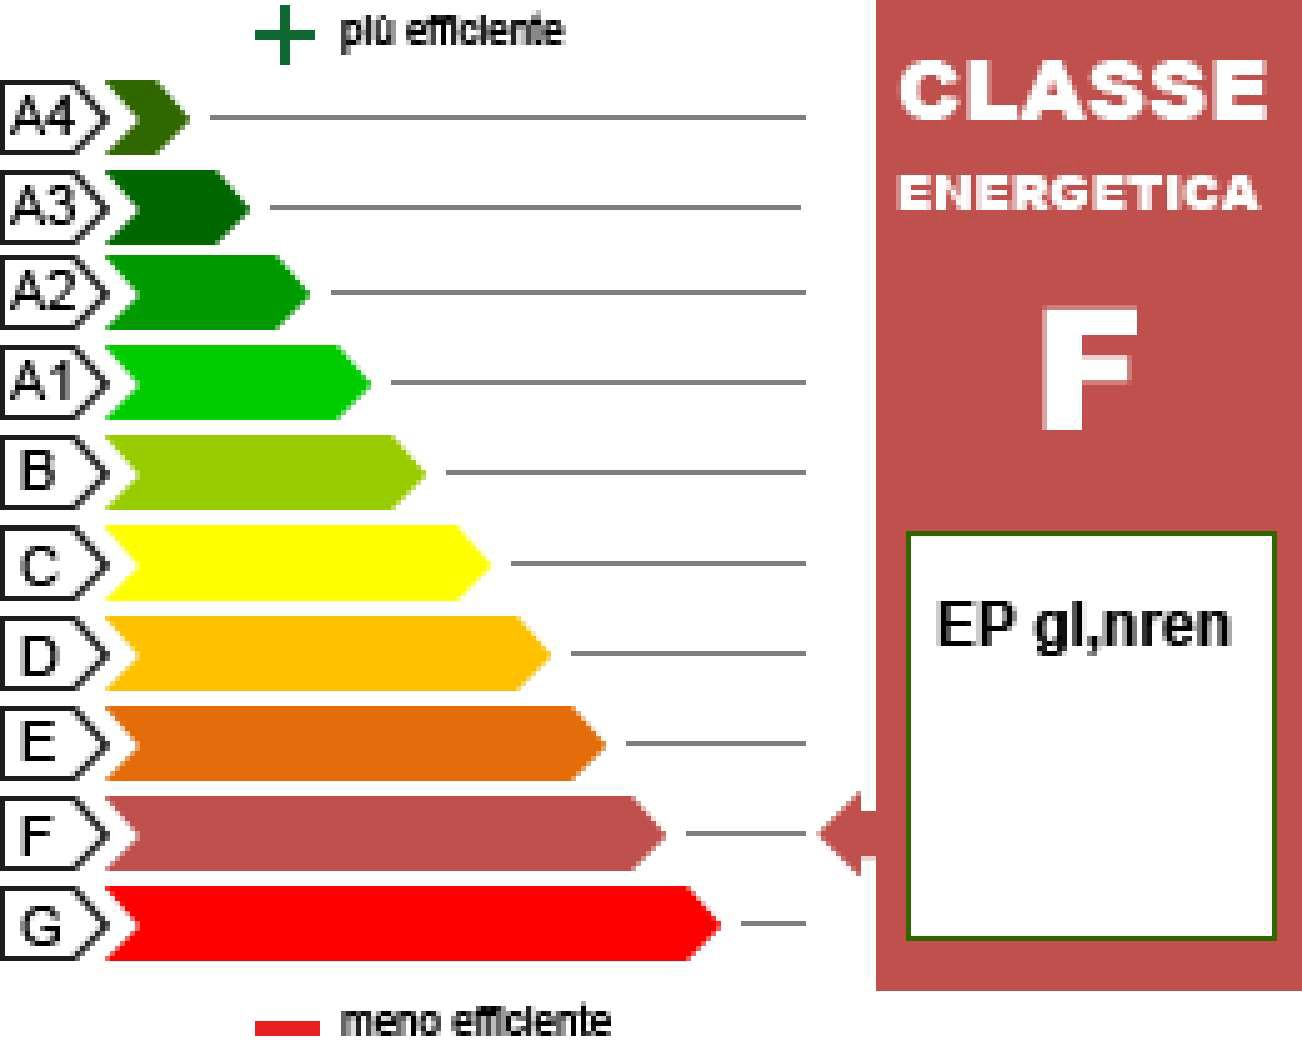 più efficiente
A4
A3
A2
A1
B
C
D
E
F
G
meno efficiente
CLASSE
ENERGETICA
F
EP gl,nren